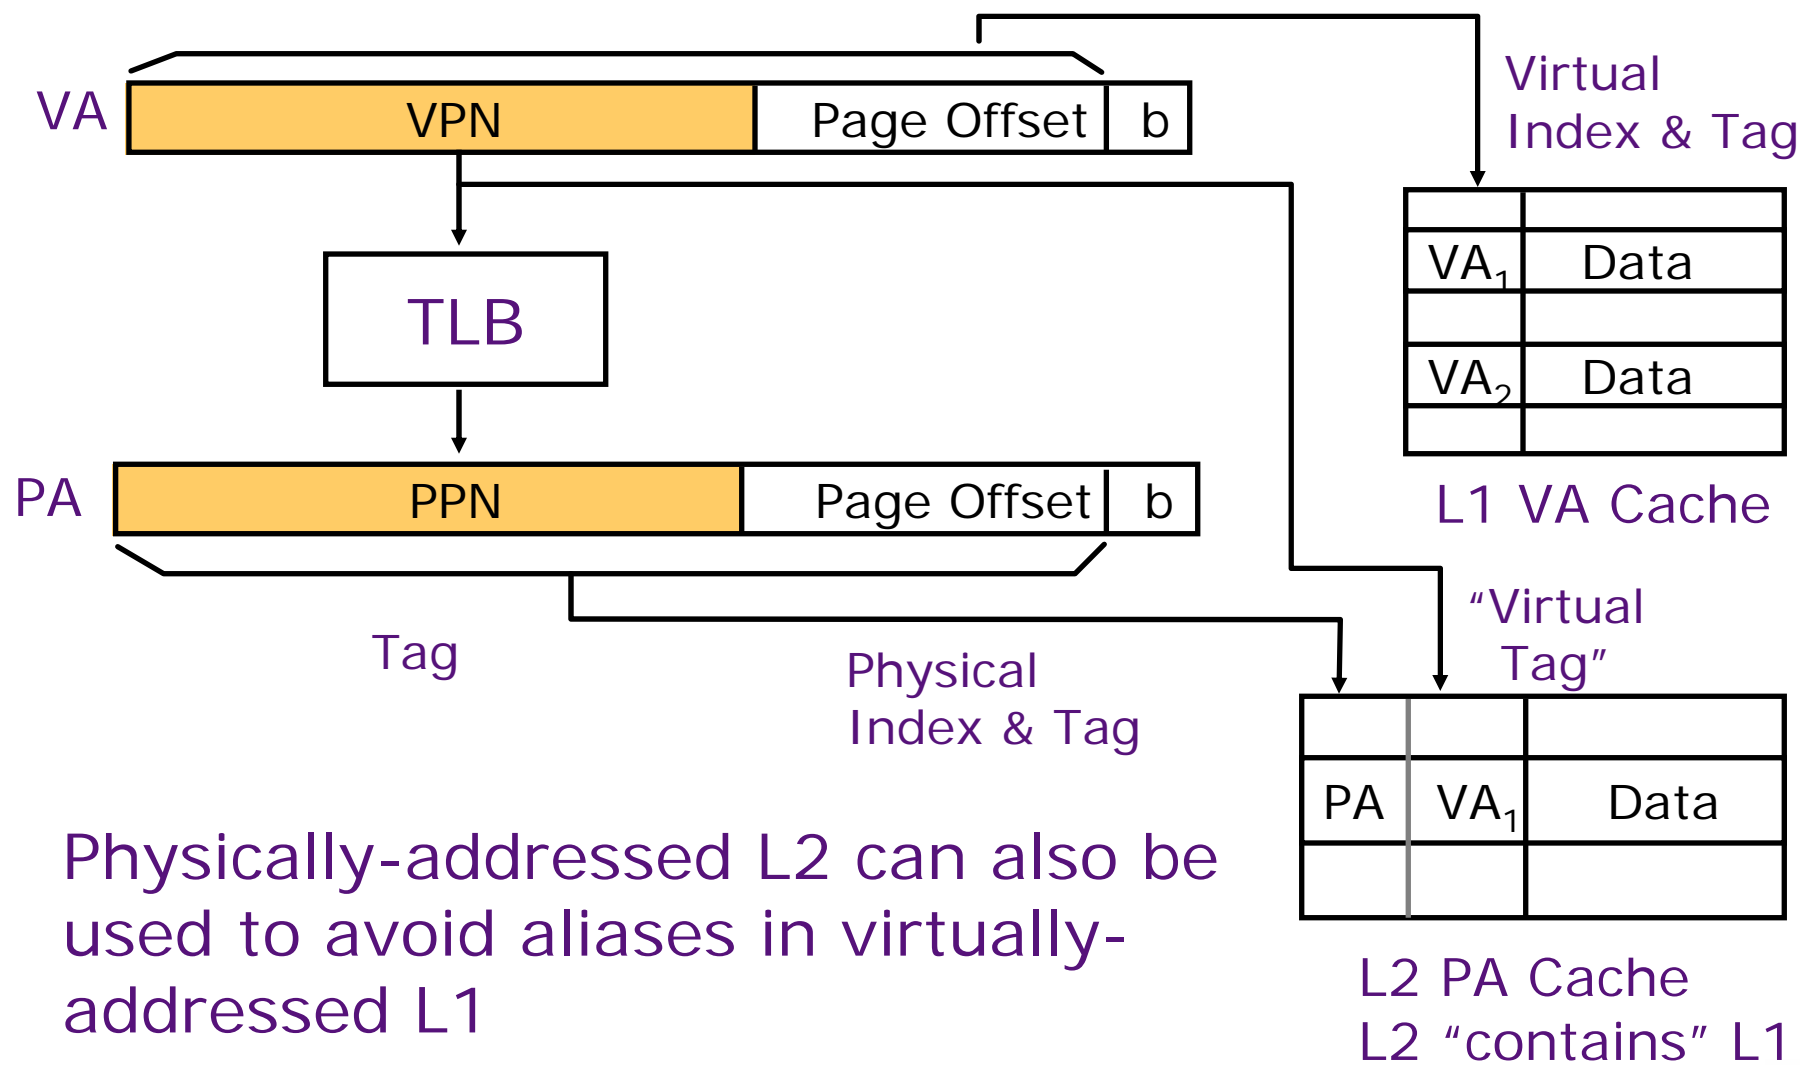 VA
VPN
Page Offset
b
Virtual
Index & Tag
VA₁
Data
TLB
VA₂
Data
PA
PPN
Page Offset
b
L1 VA Cache
"Virtual
Tag"
Tag
Physical
Index & Tag
PA
VA₁
Data
Physically-addressed L2 can also be
used to avoid aliases in virtually-
addressed L1
L2 PA Cache
L2 "contains" L1